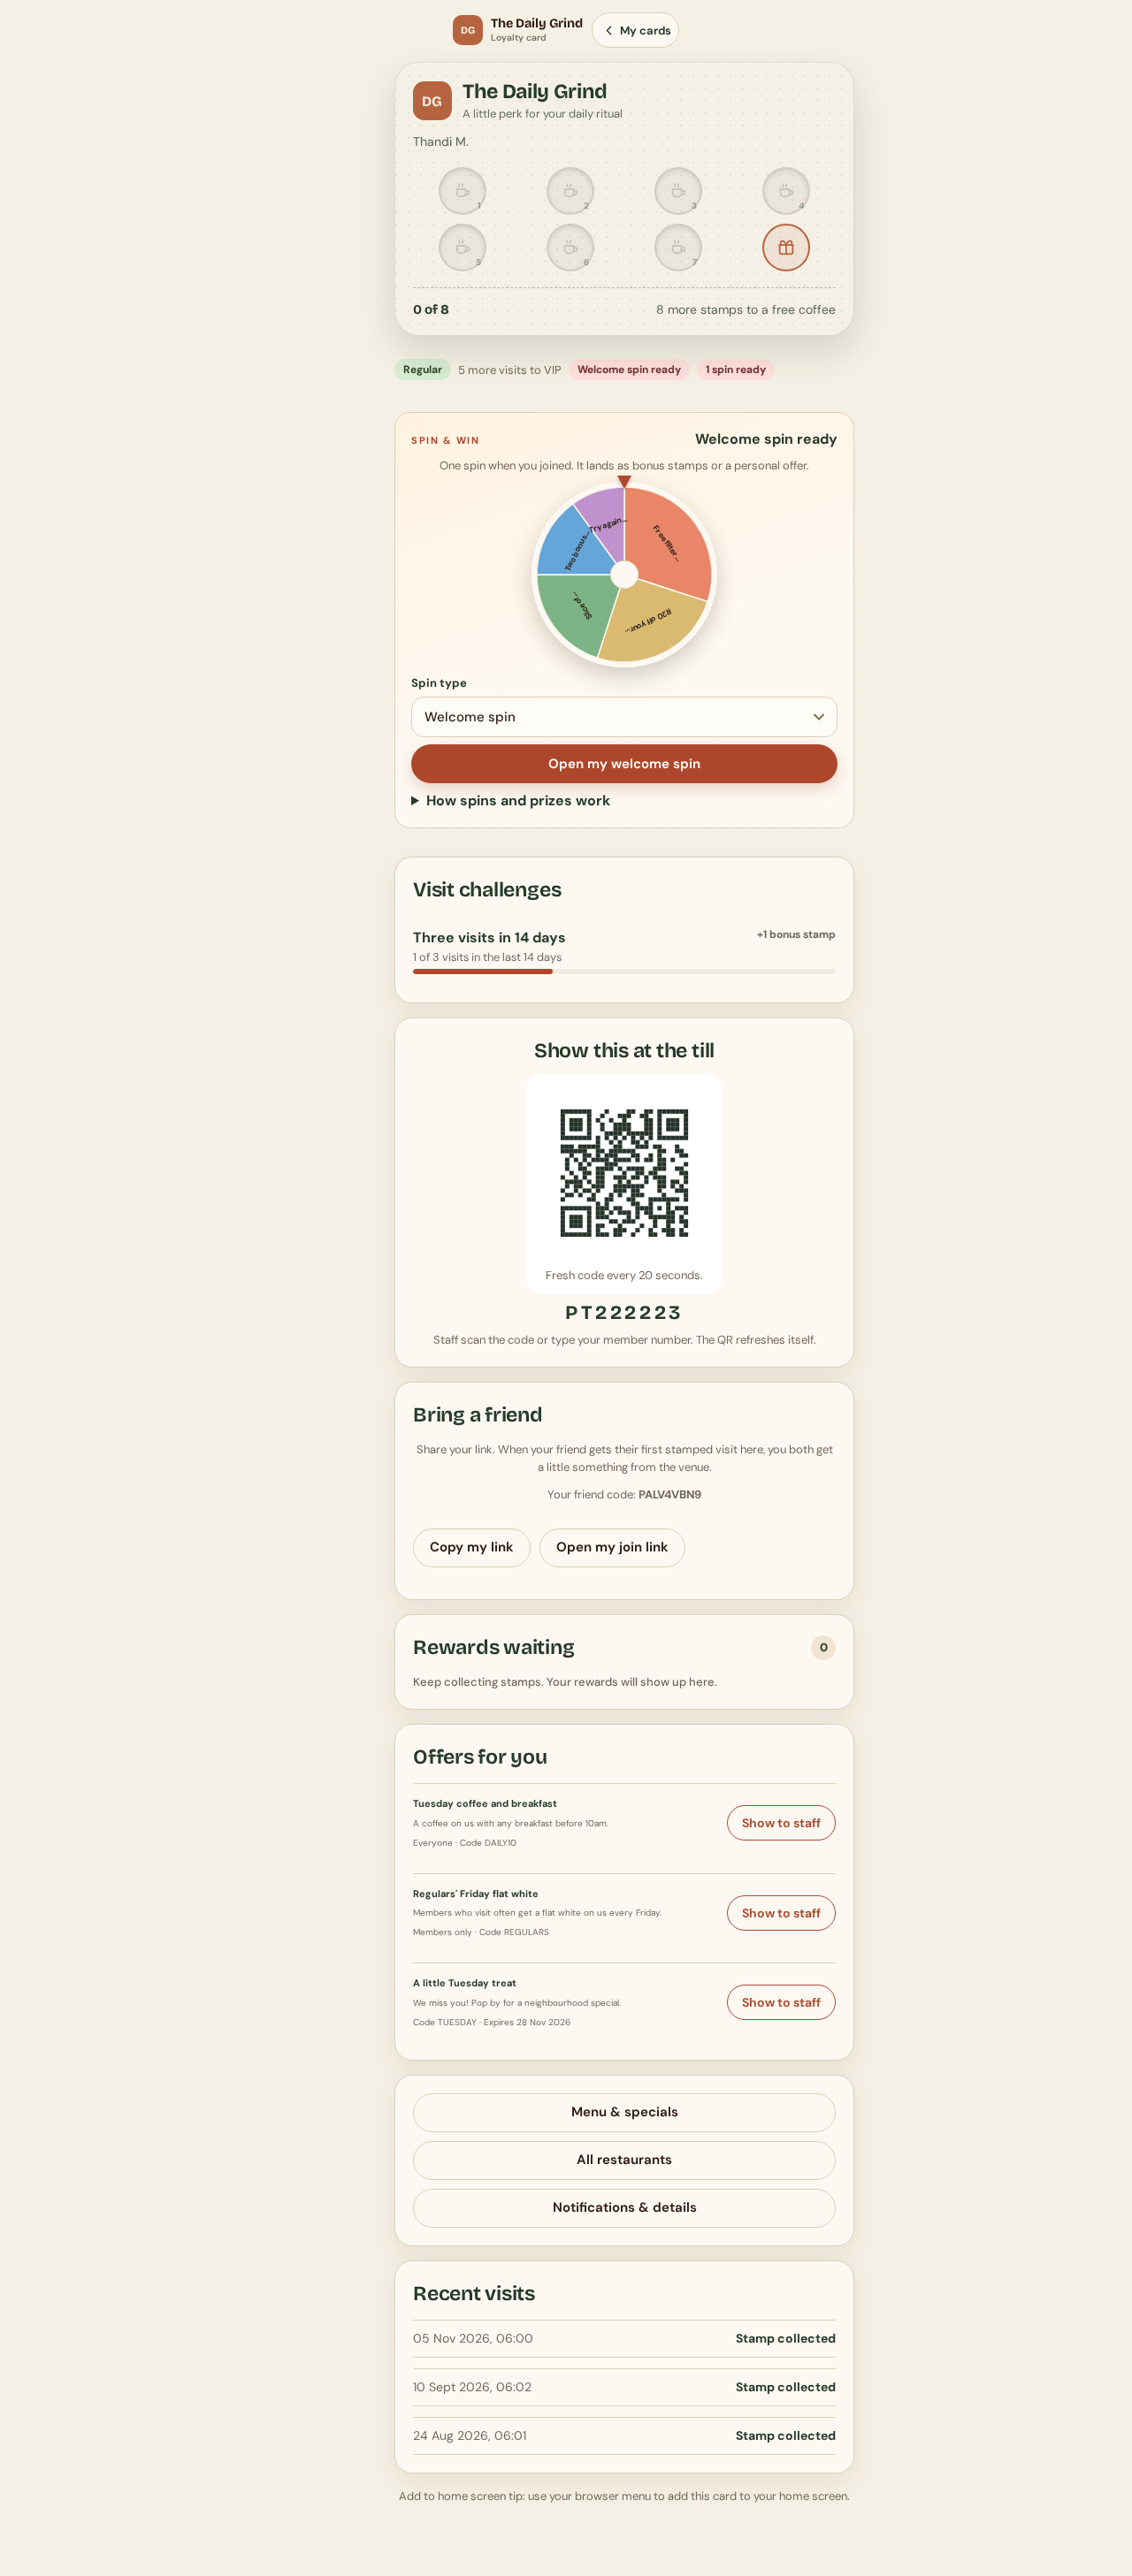 DG
The Daily Grind
Loyalty card
My cards
DG
The Daily Grind
A little perk for your daily ritual
Thandi M.
1
2
3
4
5
6
7
0 of 8
8 more stamps to a free coffee
Regular
5 more visits to VIP
Welcome spin ready
1 spin ready
SPIN & WIN
Welcome spin ready
One spin when you joined. It lands as bonus stamps or a personal offer.
Try again…
Free filter …
Two bonus…
Slice of…
R20 off your…
Spin type
Welcome spin
Open my welcome spin
How spins and prizes work
Visit challenges
Three visits in 14 days
+1 bonus stamp
1 of 3 visits in the last 14 days
Show this at the till
Fresh code every 20 seconds.
PT222223
Staff scan the code or type your member number. The QR refreshes itself.
Bring a friend
Share your link. When your friend gets their first stamped visit here, you both get
a little something from the venue.
Your friend code: PALV4VBN9
Copy my link
Open my join link
Rewards waiting
0
Keep collecting stamps. Your rewards will show up here.
Offers for you
Tuesday coffee and breakfast
A coffee on us with any breakfast before 10am.
Everyone · Code DAILY10
Show to staff
Regulars' Friday flat white
Members who visit often get a flat white on us every Friday.
Members only · Code REGULARS
Show to staff
A little Tuesday treat
We miss you! Pop by for a neighbourhood special.
Code TUESDAY · Expires 28 Nov 2026
Show to staff
Menu & specials
All restaurants
Notifications & details
Recent visits
05 Nov 2026, 06:00
Stamp collected
10 Sept 2026, 06:02
Stamp collected
24 Aug 2026, 06:01
Stamp collected
Add to home screen tip: use your browser menu to add this card to your home screen.